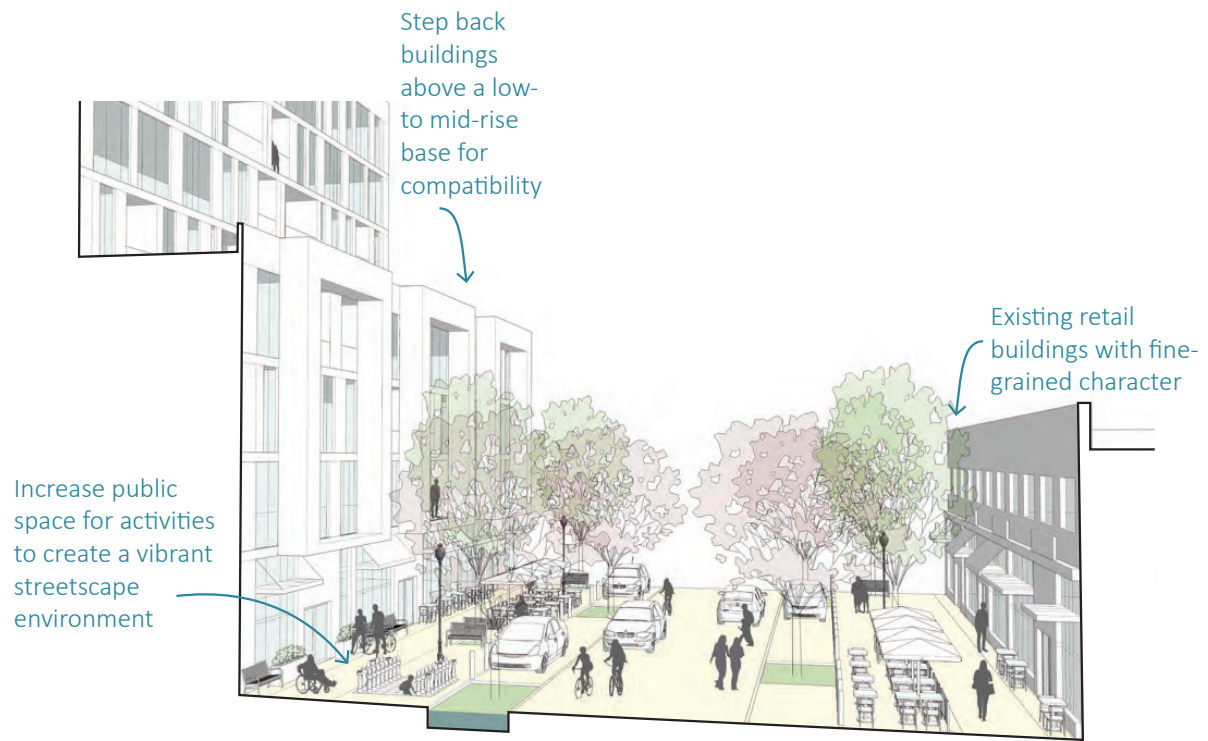 Step back
buildings
above a low-
to mid-rise
base for
compatibility
Existing retail
buildings with fine-
grained character
Increase public
space for activities
to create a vibrant
streetscape
environment